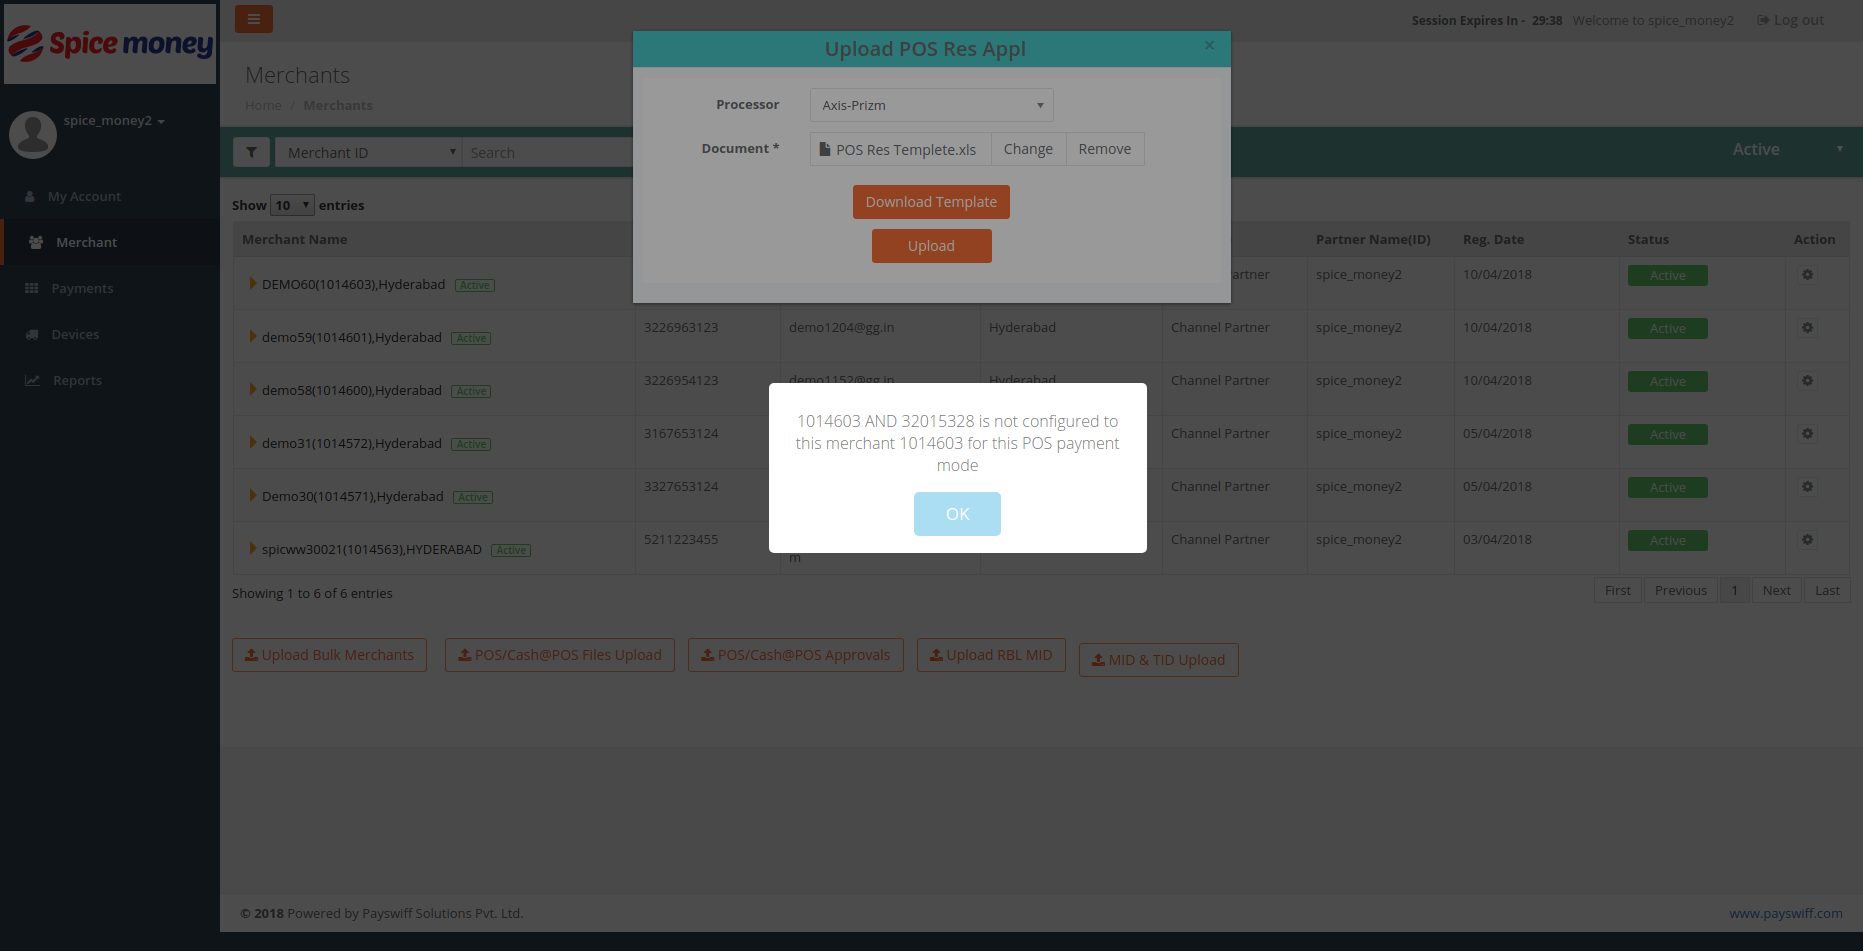 Spice money
Session Expires In - 29:38 Welcome to spice_money2 Log out
Upload POS Res Appl ×
Merchants
Home / Merchants
spice_money2
Processor Axis-Prizm
Document * POS Res Templete.xls Change Remove
Merchant ID Search Active
Download Template
Upload
My Account
Merchant
Payments
Devices
Reports
Show 10 entries
Merchant Name Partner Name(ID) Reg. Date Status Action
DEMO60(1014603),Hyderabad Active artner spice_money2 10/04/2018 Active
demo59(1014601),Hyderabad Active 3226963123 demo1204@gg.in Hyderabad Channel Partner spice_money2 10/04/2018 Active
demo58(1014600),Hyderabad Active 3226954123 demo1152@gg.in Hyderabad Channel Partner spice_money2 10/04/2018 Active
demo31(1014572),Hyderabad Active 3167653124 Channel Partner spice_money2 05/04/2018 Active
Demo30(1014571),Hyderabad Active 3327653124 Channel Partner spice_money2 05/04/2018 Active
spicww30021(1014563),HYDERABAD Active 5211223455 Channel Partner spice_money2 03/04/2018 Active
m
1014603 AND 32015328 is not configured to
this merchant 1014603 for this POS payment
mode
OK
Showing 1 to 6 of 6 entries
First Previous 1 Next Last
Upload Bulk Merchants POS/Cash@POS Files Upload POS/Cash@POS Approvals Upload RBL MID MID & TID Upload
© 2018 Powered by Payswiff Solutions Pvt. Ltd. www.payswiff.com